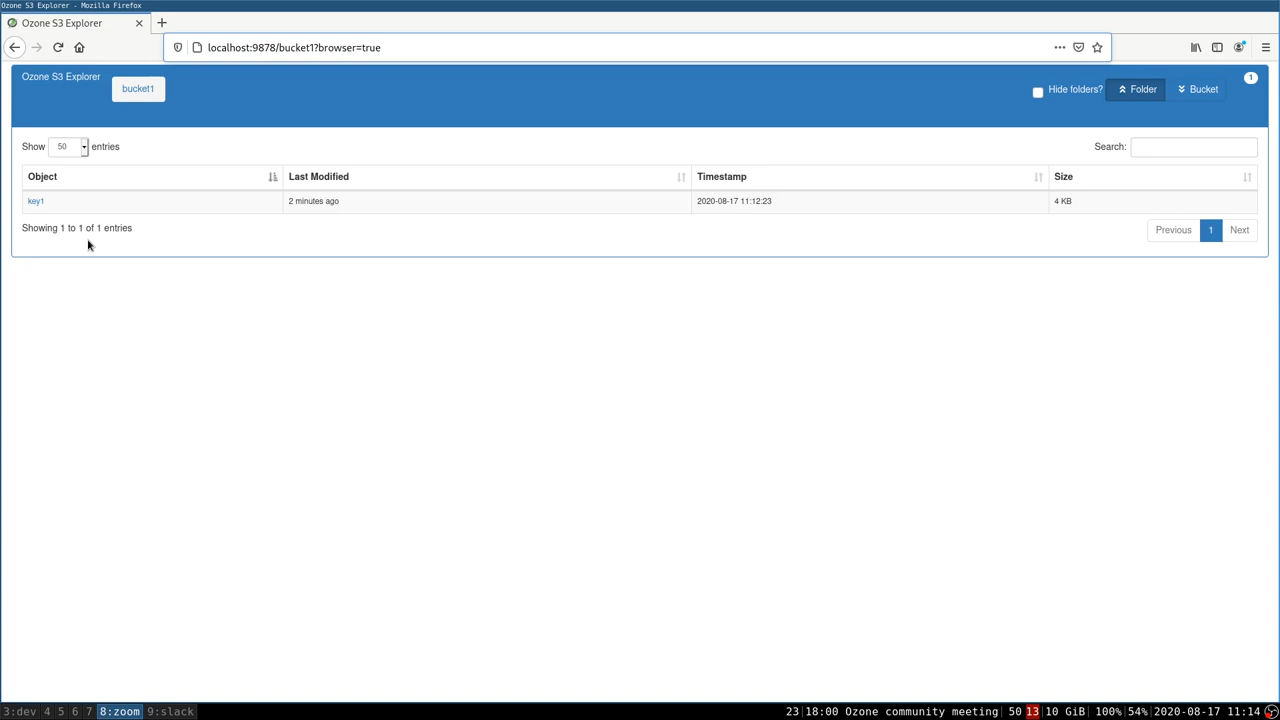 Ozone S3 Explorer - Mozilla Firefox
Ozone S3 Explorer
localhost:9878/bucket1?browser=true
Ozone S3 Explorer bucket1 Hide folders? Folder Bucket 1
Show 50 entries Search:
Object Last Modified Timestamp Size
key1 2 minutes ago 2020-08-17 11:12:23 4 KB
Showing 1 to 1 of 1 entries Previous 1 Next
3:dev 4 5 6 7 8:zoom 9:slack 23|18:00 Ozone community meeting| 50 13 10 GiB| 100%|54%|2020-08-17 11:14